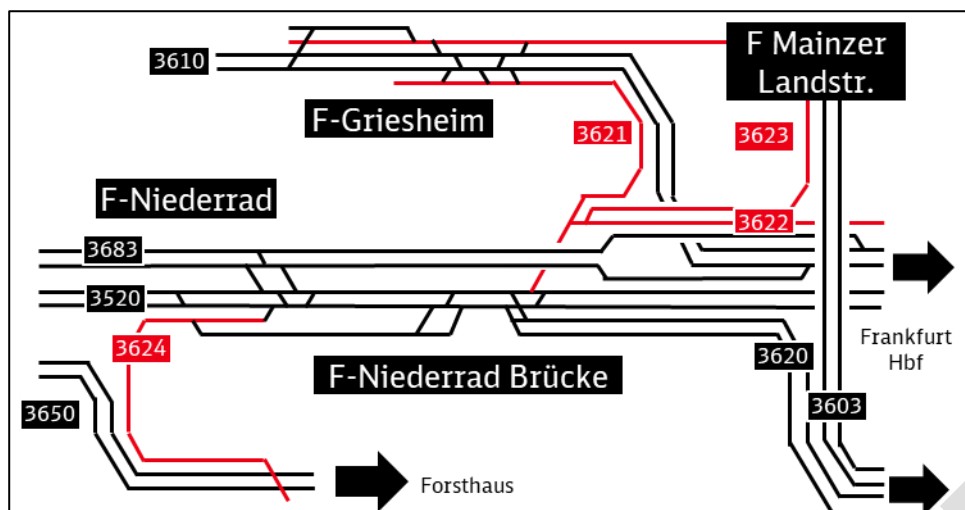 F Mainzer
Landstr.
3610
F-Griesheim
3621
3623
F-Niederrad
3622
3683
3520
Frankfurt
Hbf
3624
3620
F-Niederrad Brücke
3603
3650
Forsthaus